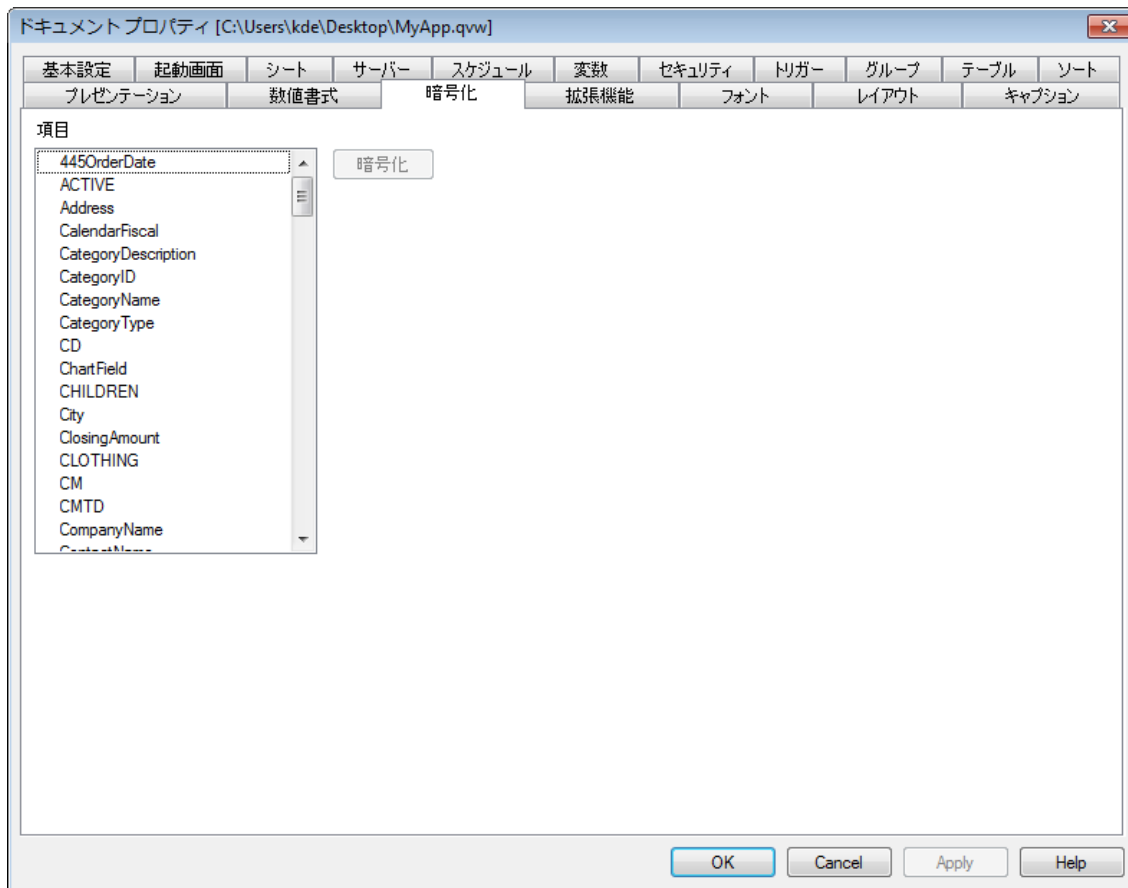 ドキュメント プロパティ [C:\Users\kde\Desktop\MyApp.qvw]
基本設定 起動画面 シート サーバー スケジュール 変数 セキュリティ トリガー グループ テーブル ソート
プレゼンテーション 数値書式 暗号化 拡張機能 フォント レイアウト キャプション
項目
445OrderDate
暗号化
ACTIVE
Address
CalendarFiscal
CategoryDescription
CategoryID
CategoryName
CategoryType
CD
ChartField
CHILDREN
City
ClosingAmount
CLOTHING
CM
CMTD
CompanyName
ContactName
OK Cancel Apply Help